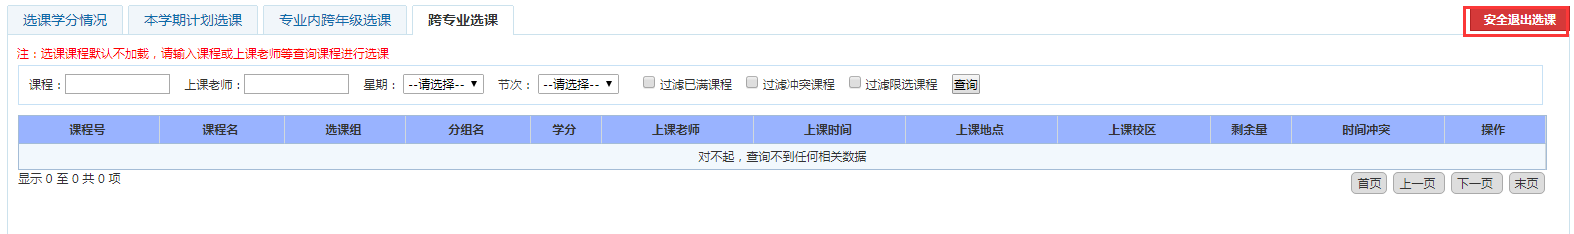 选课学分情况 本学期计划选课 专业内跨年级选课 跨专业选课 安全退出选课
注：选课课程默认不加载，请输入课程或上课老师等查询课程进行选课
课程： 上课老师： 星期： --请选择-- 节次： --请选择-- 过滤已满课程 过滤冲突课程 过滤限选课程 查询
课程号 课程名 选课组 分组名 学分 上课老师 上课时间 上课地点 上课校区 剩余量 时间冲突 操作
对不起，查询不到任何相关数据
显示 0 至 0 共 0 项 首页 上一页 下一页 末页